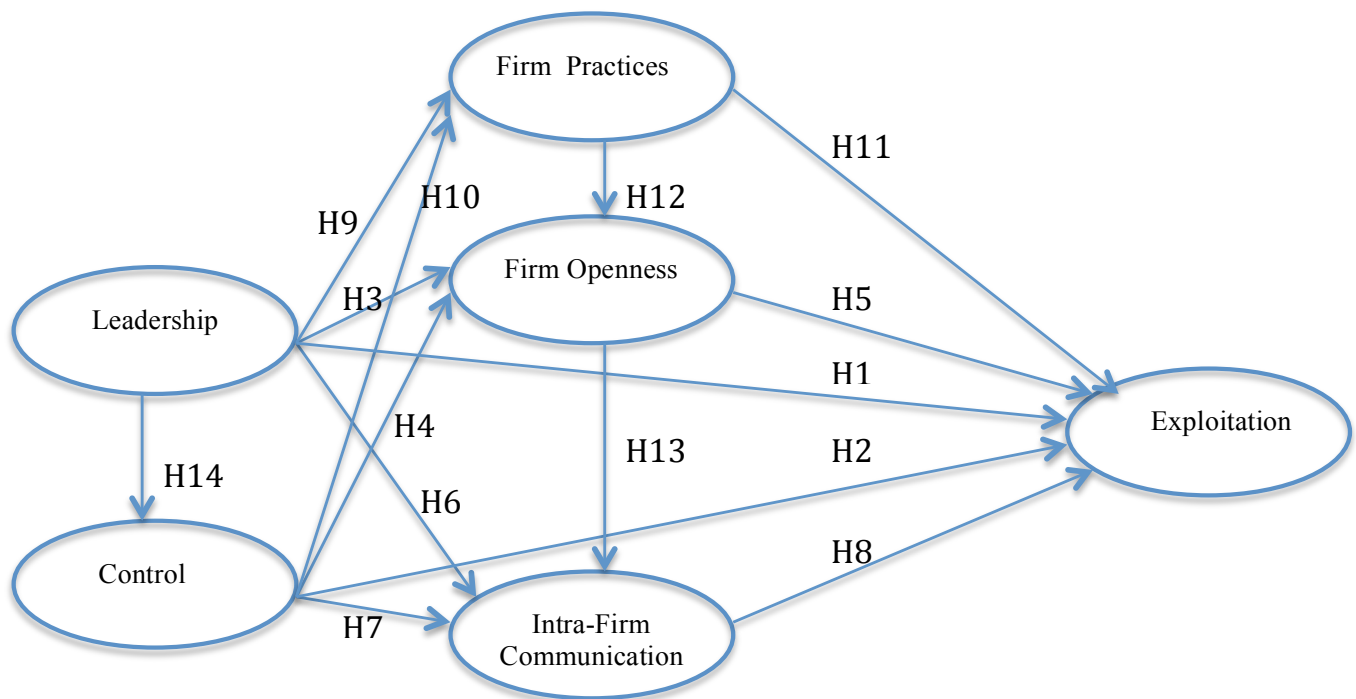 Firm Practices
H11
H10
H12
H9
Firm Openness
H3
H5
Leadership
H1
H4
H2
H13
H14
H6
Exploitation
Control
H8
H7
Intra-Firm
Communication